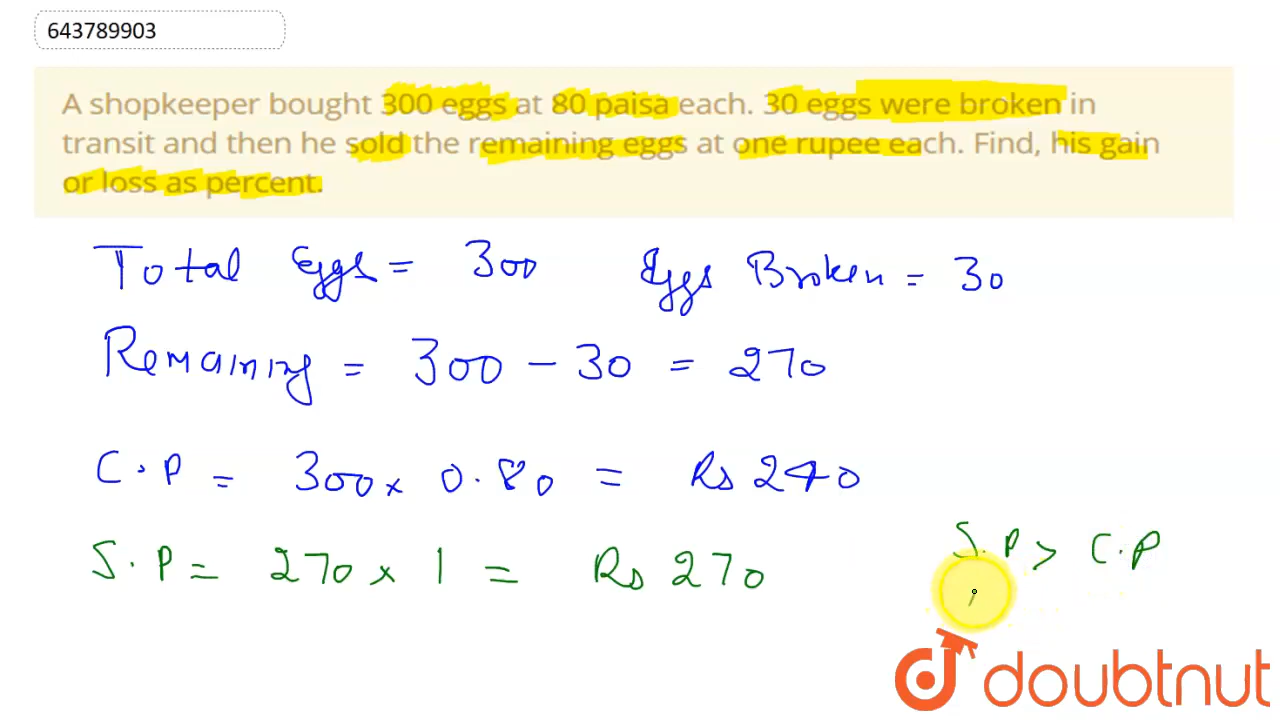 643789903
A shopkeeper bought 300 eggs at 80 paisa each. 30 eggs were broken in
transit and then he sold the remaining eggs at one rupee each. Find, his gain
or loss as percent.
Total Eggs = 300 Eggs Broken = 30
Remaining = 300 - 30 = 270
C.P = 300 x 0.80 = Rs 240
S.P = 270 x 1 = Rs 270
S.P > C.P
doubtnut